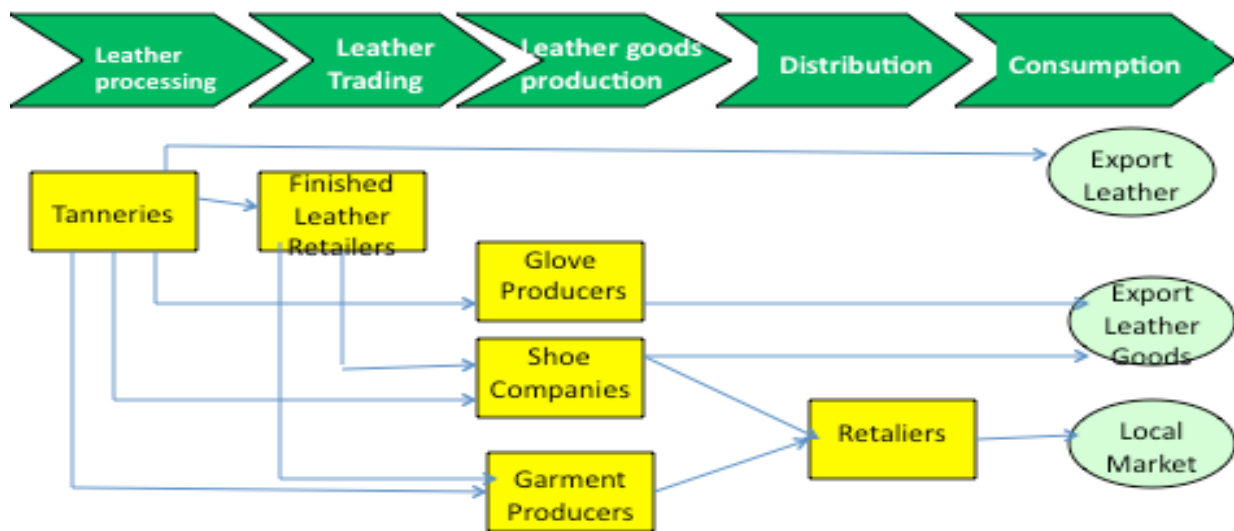 Leather
processing
Leather
Trading
Leather goods
production
Distribution
Consumption
Export
Leather
Tanneries
Finished
Leather
Retailers
Glove
Producers
Export
Leather
Goods
Shoe
Companies
Retaliers
Local
Market
Garment
Producers